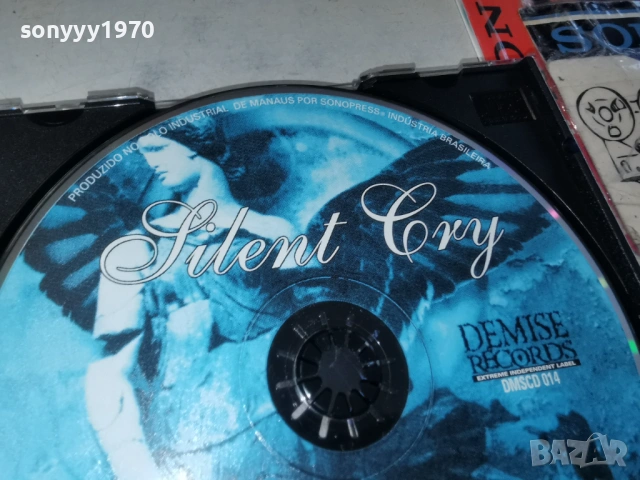 sonyyy1970
SO
PRODUZIDO NO PÓLO INDUSTRIAL DE MANAUS POR SONOPRESS INDÚSTRIA BRASILEIRA
Silent Cry
DEMISE
RECORDS
EXTREME INDEPENDENT LABEL
DMSCD 014
BAZAR